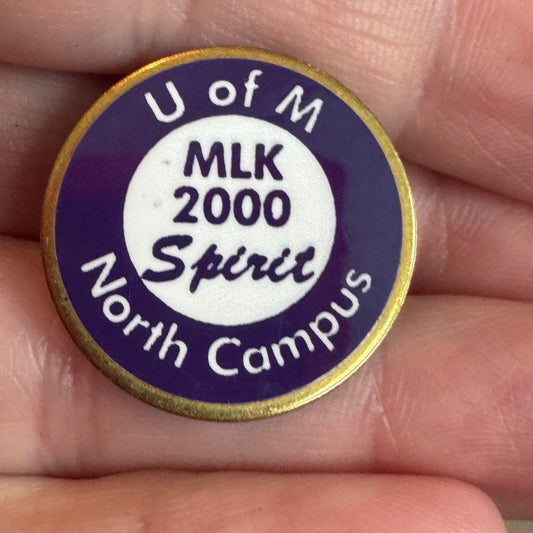 U of M
MLK
2000
Spirit
North Campus